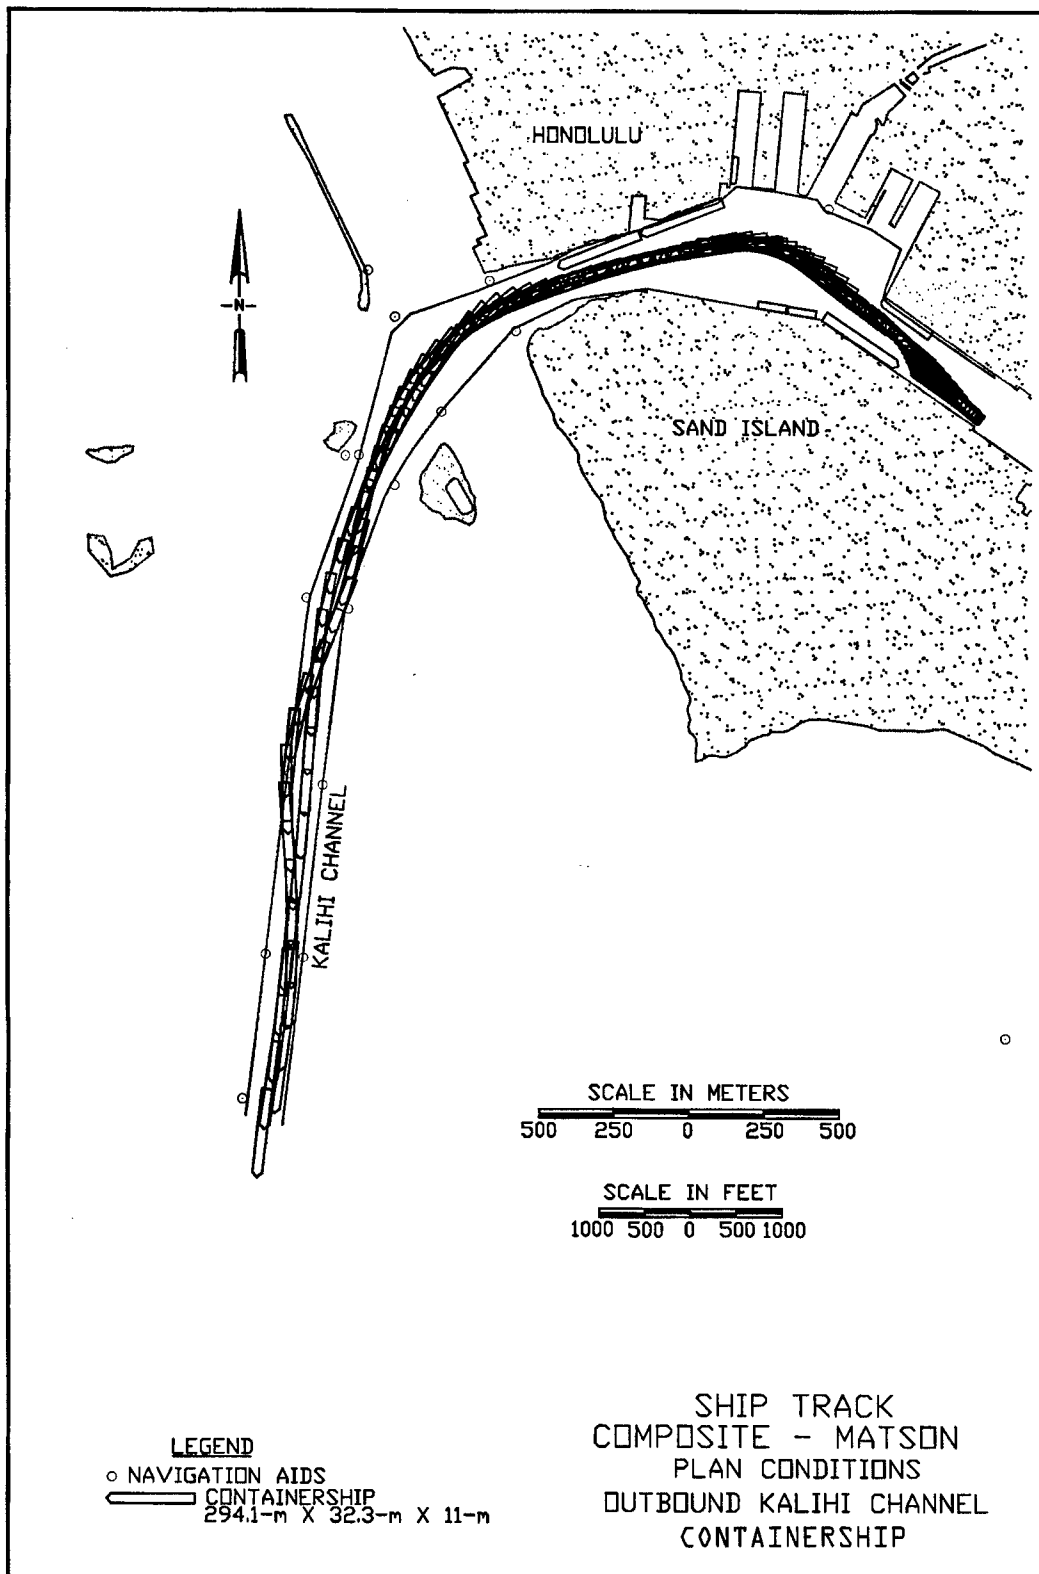 HONOLULU
N
SAND ISLAND
KALIHI CHANNEL
SCALE IN METERS
500 250 0 250 500
SCALE IN FEET
1000 500 0 500 1000
LEGEND
NAVIGATION AIDS
CONTAINERSHIP
294.1-m X 32.3-m X 11-m
SHIP TRACK
COMPOSITE - MATSON
PLAN CONDITIONS
OUTBOUND KALIHI CHANNEL
CONTAINERSHIP